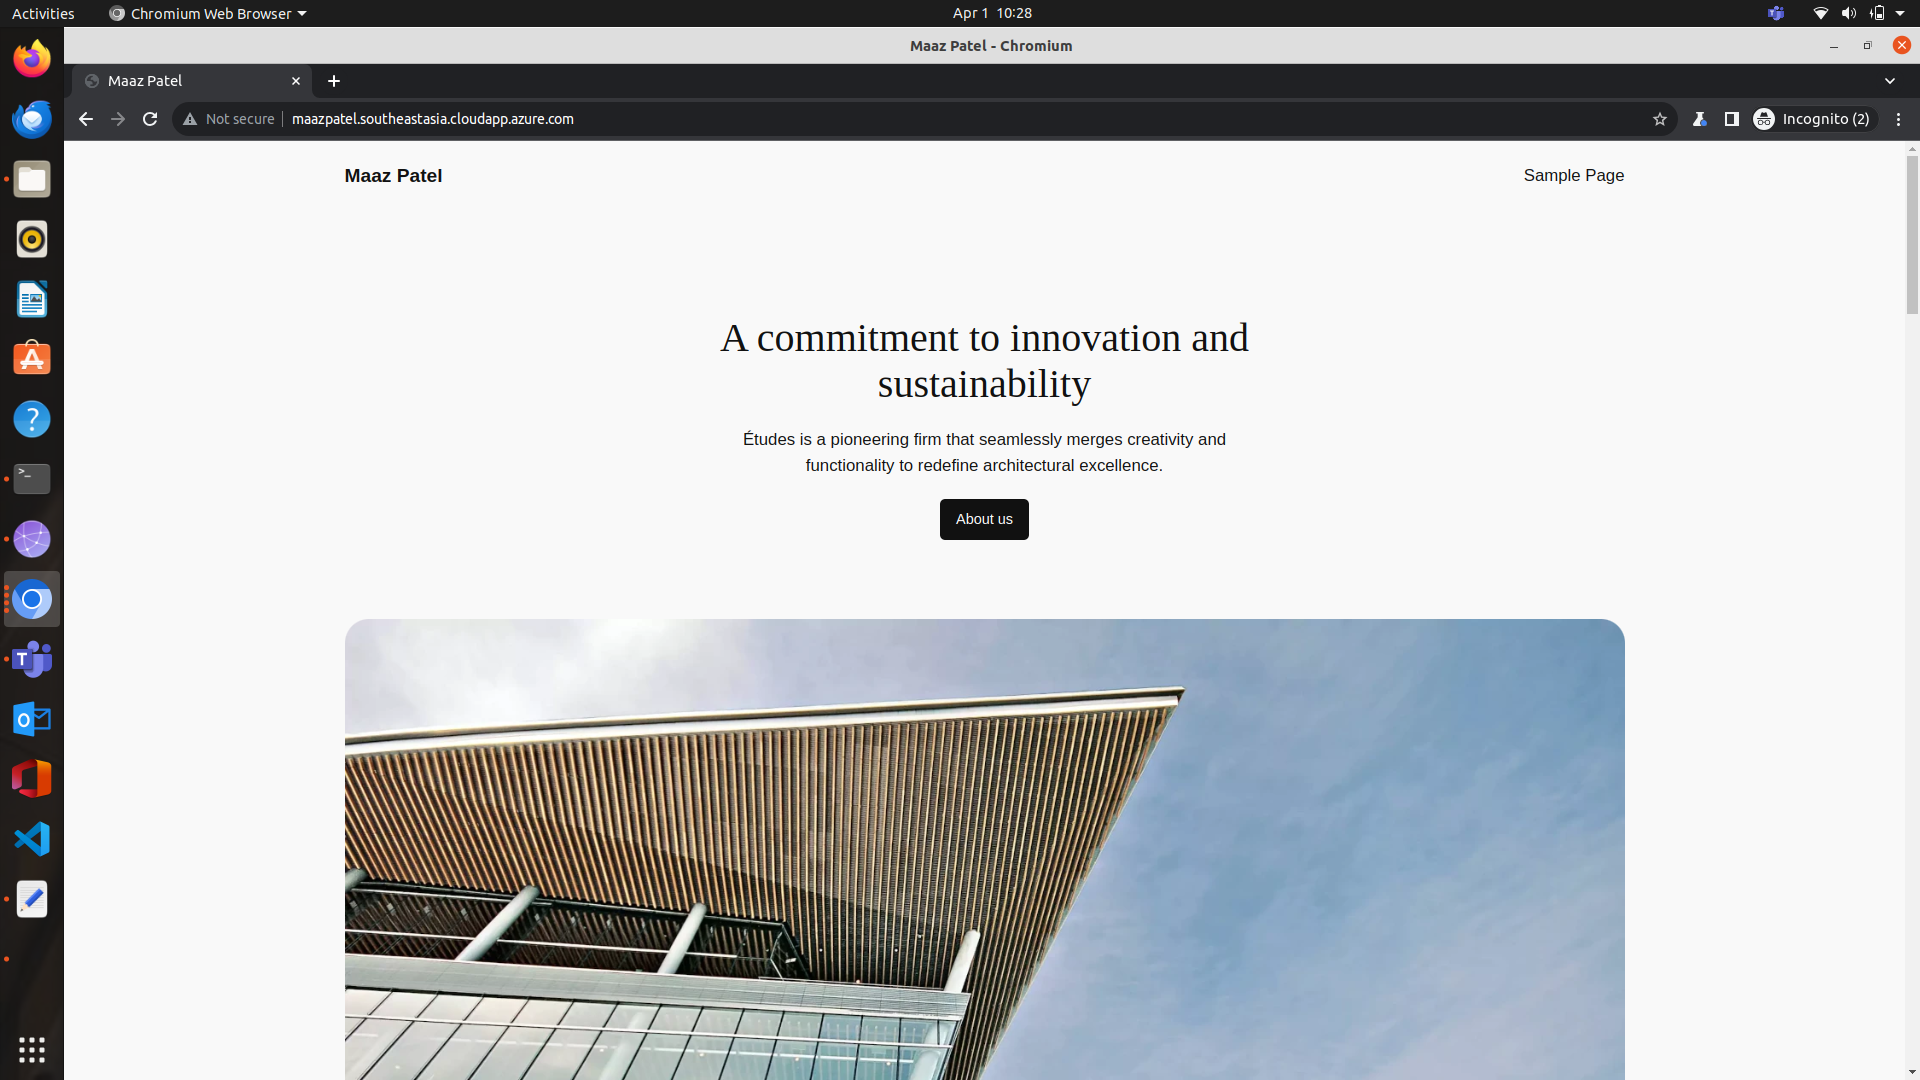 Activities
Chromium Web Browser
Apr 1 10:28
Maaz Patel - Chromium
Maaz Patel
Not secure
maazpatel.southeastasia.cloudapp.azure.com
Incognito (2)
Maaz Patel
Sample Page
A commitment to innovation and
sustainability
Études is a pioneering firm that seamlessly merges creativity and
functionality to redefine architectural excellence.
About us